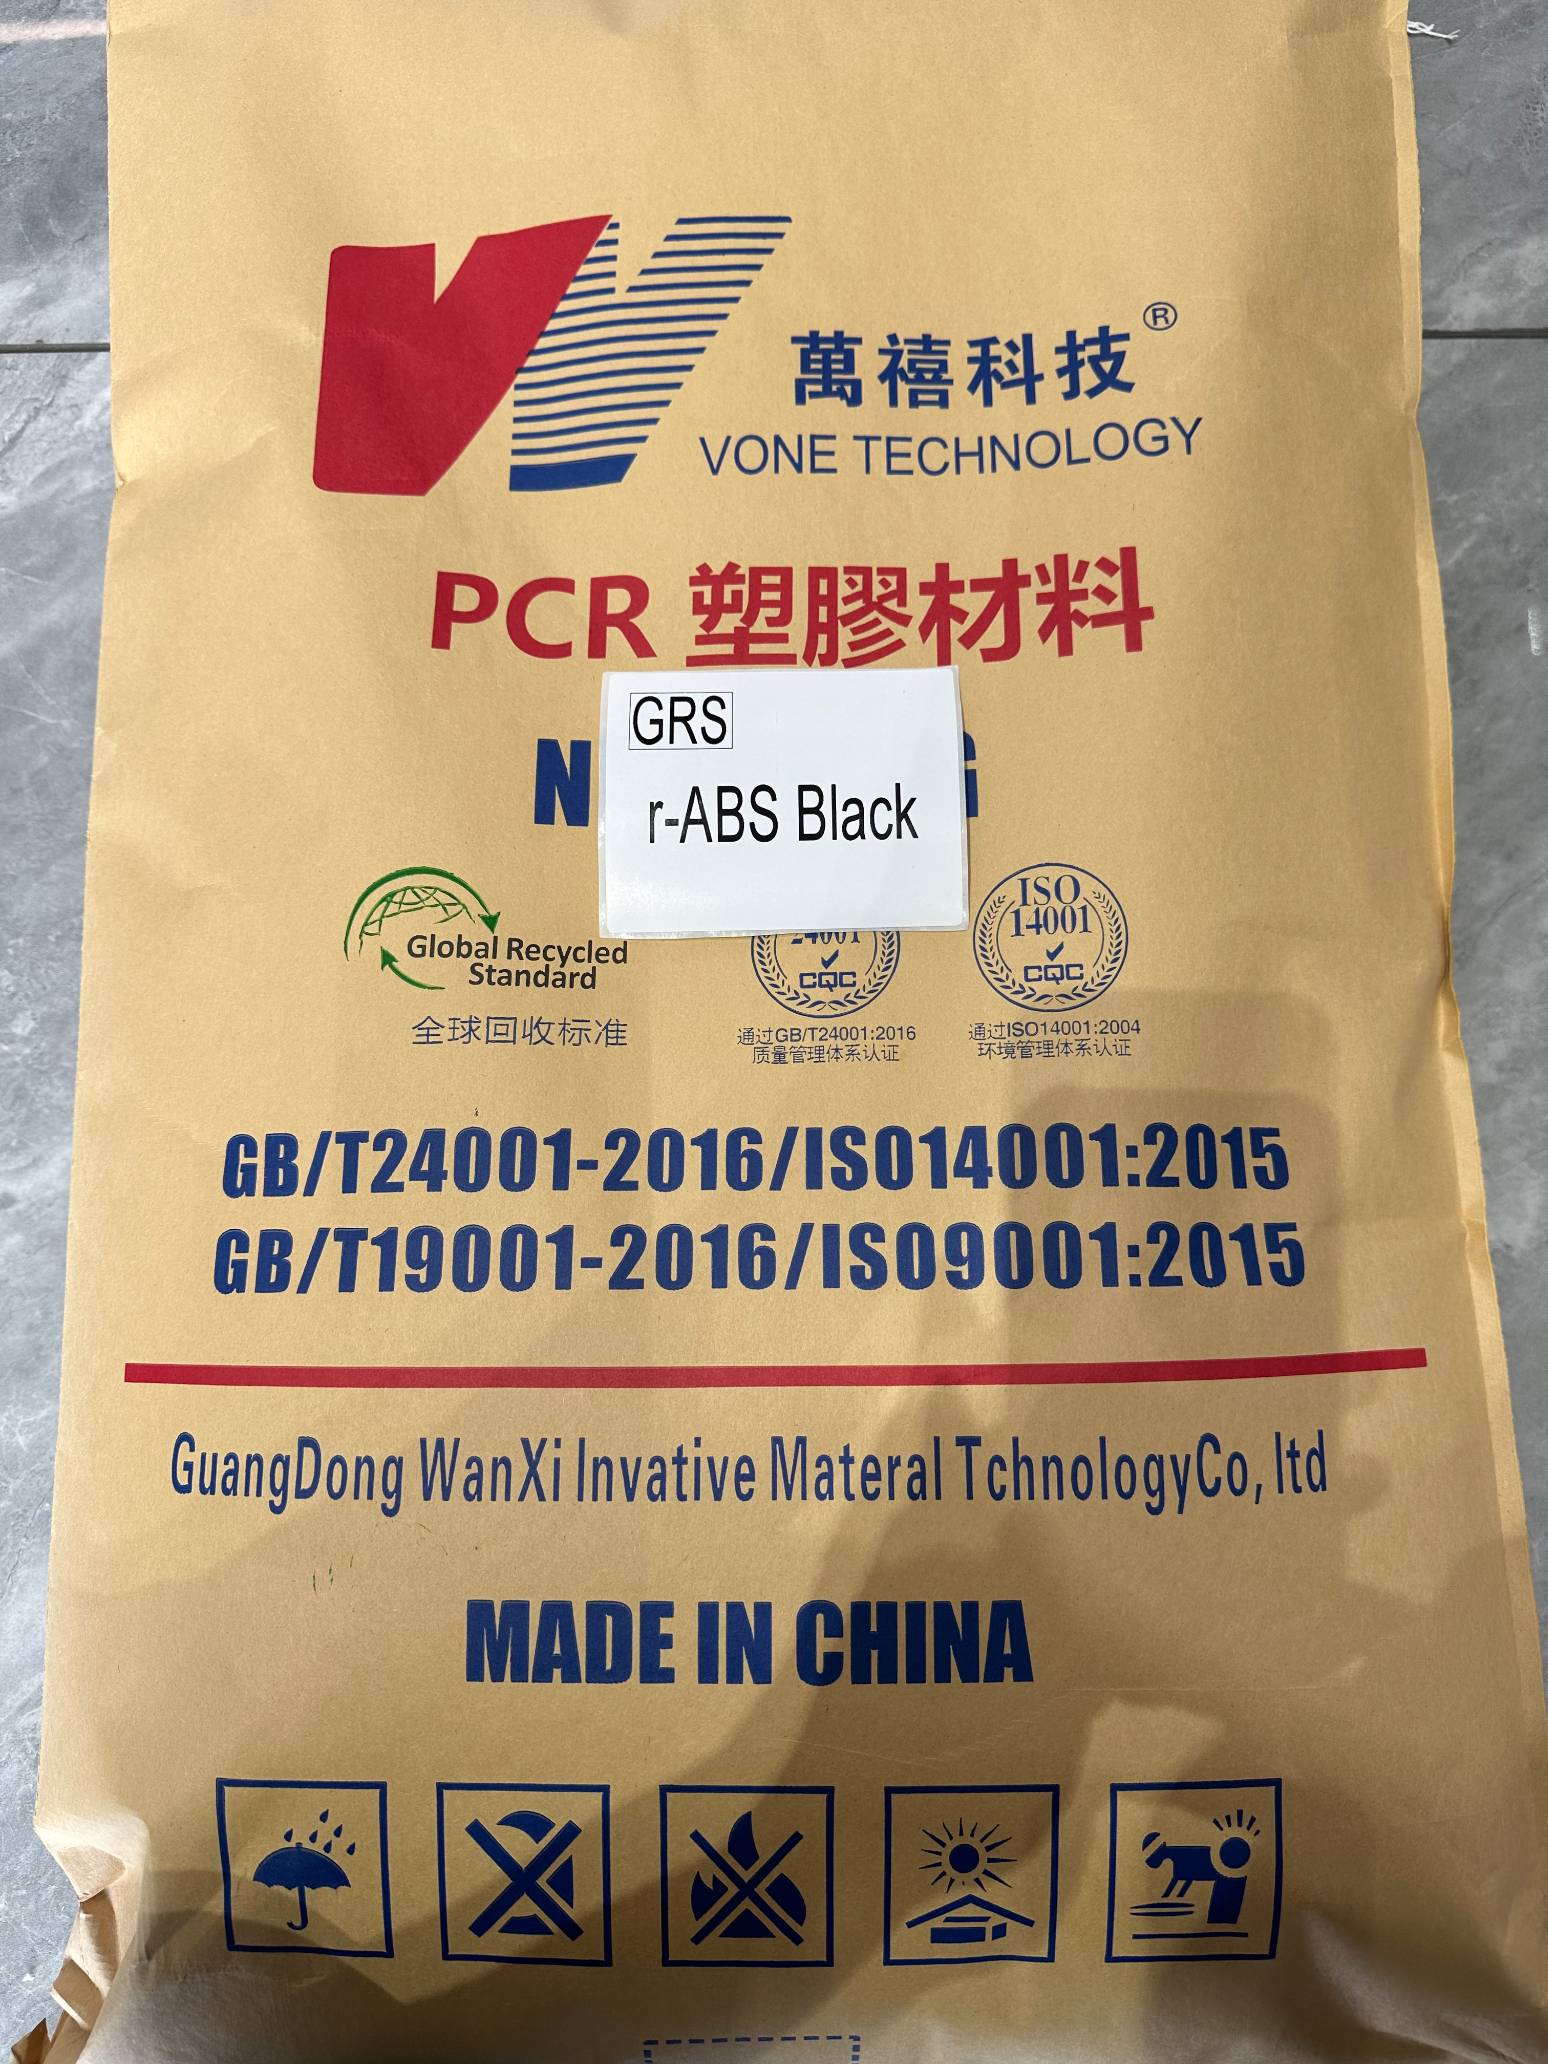 萬禧科技®
VONE TECHNOLOGY
PCR 塑膠材料
GRS
r-ABS Black
Global Recycled
Standard
全球回收标准
24001
CQC
通过GB/T24001:2016
质量管理体系认证
ISO
14001
CQC
通过ISO14001:2004
环境管理体系认证
GB/T24001-2016/ISO14001:2015
GB/T19001-2016/ISO9001:2015
GuangDong WanXi Invative Materal TchnologyCo, ltd
MADE IN CHINA